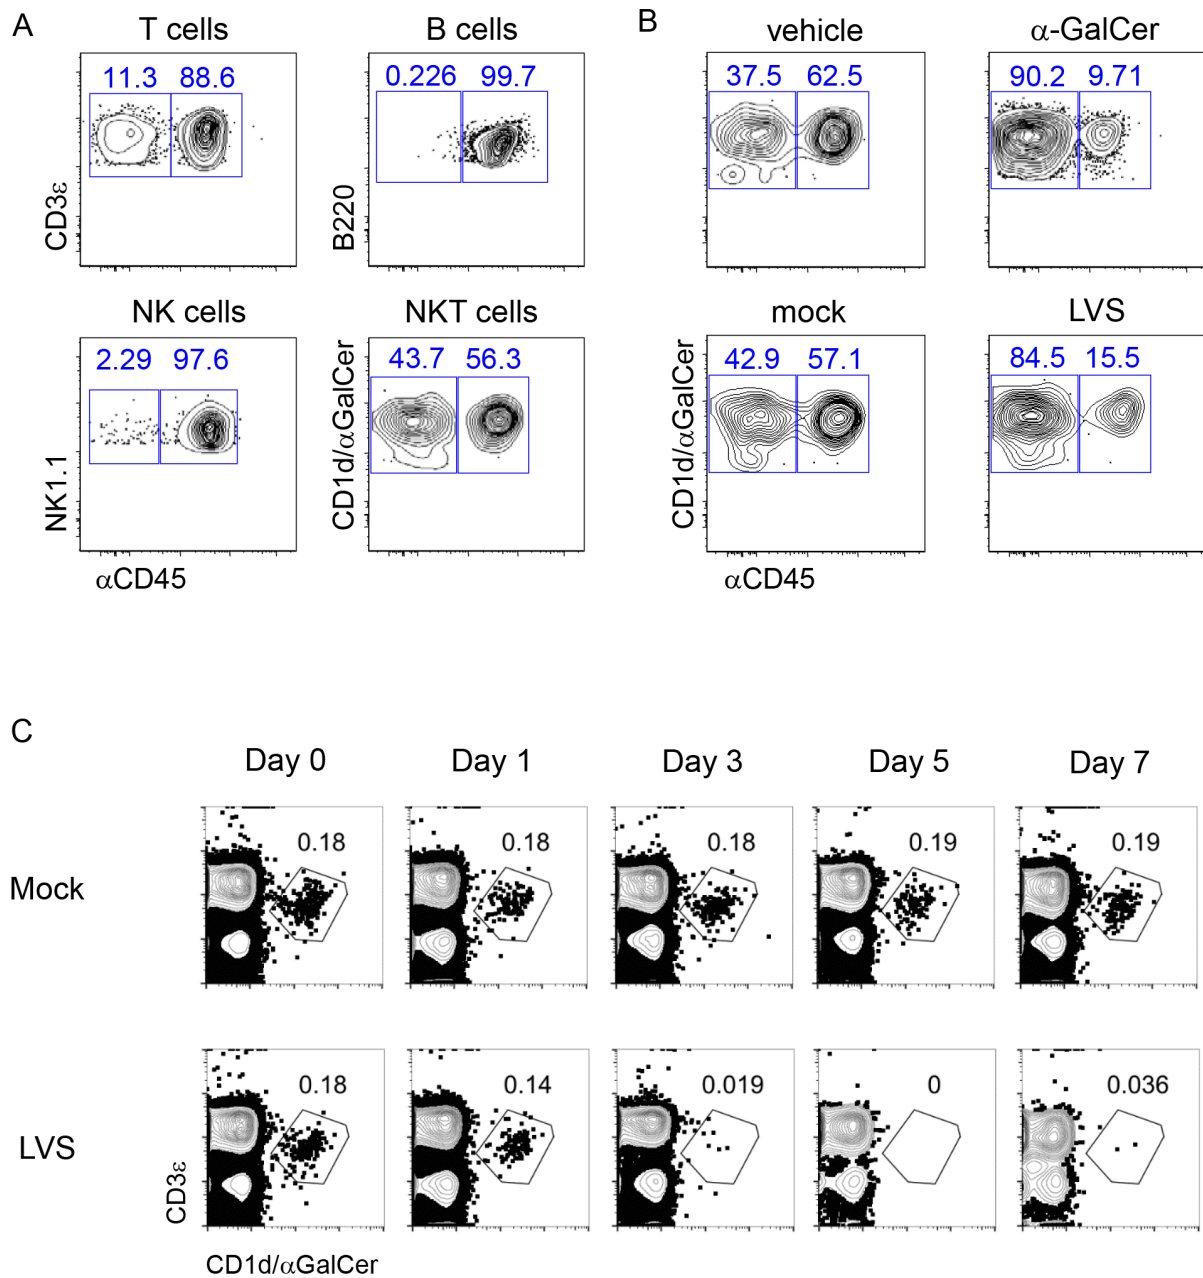 A
T cells
B cells
11.3 88.6
0.226 99.7
CD3ε
B220
NK cells
NKT cells
2.29 97.6
43.7 56.3
NK1.1
CD1d/αGalCer
αCD45
B
vehicle
α-GalCer
37.5 62.5
90.2 9.71
mock
LVS
42.9 57.1
84.5 15.5
CD1d/αGalCer
αCD45
C
Day 0
Day 1
Day 3
Day 5
Day 7
Mock
0.18
0.18
0.18
0.19
0.19
LVS
0.18
0.14
0.019
0
0.036
CD3ε
CD1d/αGalCer